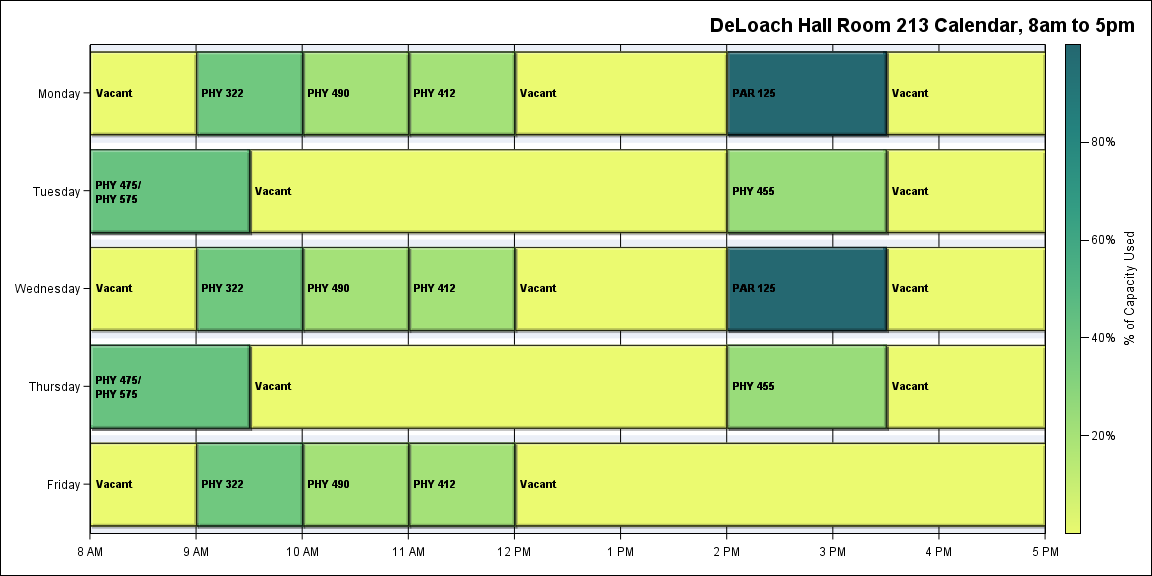 DeLoach Hall Room 213 Calendar, 8am to 5pm
Monday
Vacant
PHY 322
PHY 490
PHY 412
Vacant
PAR 125
Vacant
Tuesday
PHY 475/
PHY 575
Vacant
PHY 455
Vacant
Wednesday
Vacant
PHY 322
PHY 490
PHY 412
Vacant
PAR 125
Vacant
Thursday
PHY 475/
PHY 575
Vacant
PHY 455
Vacant
Friday
Vacant
PHY 322
PHY 490
PHY 412
Vacant
8 AM
9 AM
10 AM
11 AM
12 PM
1 PM
2 PM
3 PM
4 PM
5 PM
80%
60%
40%
20%
% of Capacity Used